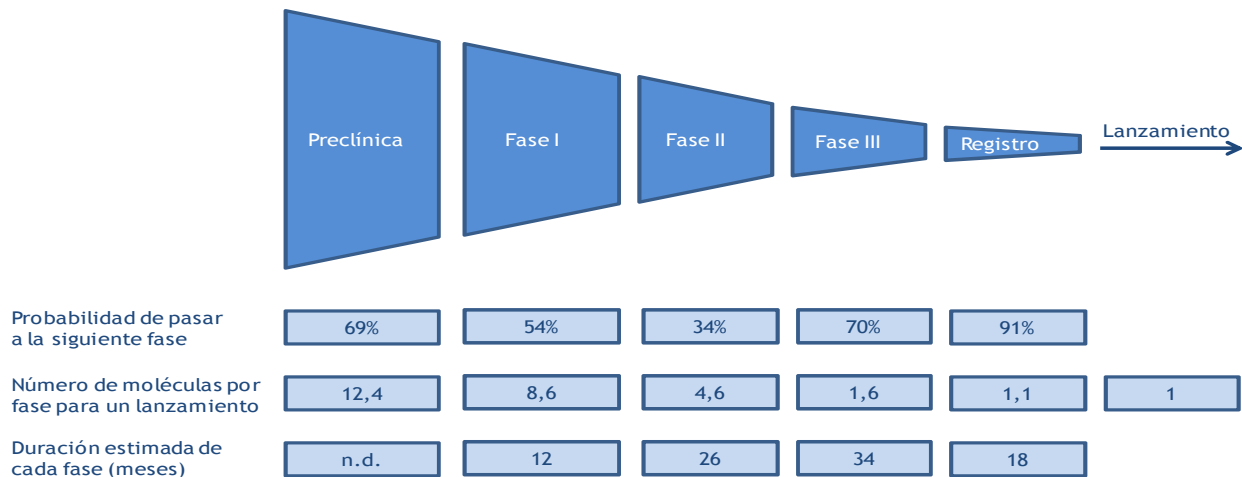 Preclínica
Fase I
Fase II
Fase III
Registro
Lanzamiento
Probabilidad de pasar
a la siguiente fase
69%
54%
34%
70%
91%
Número de moléculas por
fase para un lanzamiento
12,4
8,6
4,6
1,6
1,1
1
Duración estimada de
cada fase (meses)
n.d.
12
26
34
18